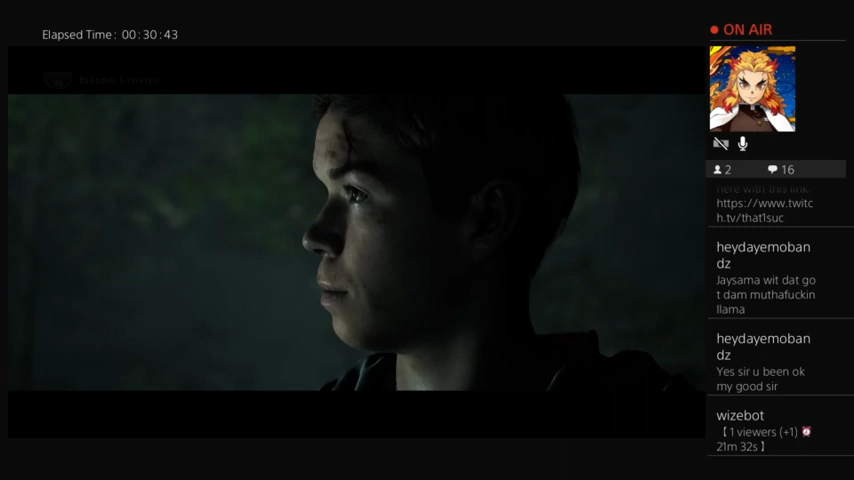 Elapsed Time: 00:30:43
ON AIR
2
16
here with this link.
https://www.twitc
h.tv/that1suc
heydayemoban
dz
Jaysama wit dat go
t dam muthafuckin
llama
heydayemoban
dz
Yes sir u been ok
my good sir
wizebot
【 1 viewers (+1) ⏰
21m 32s 】